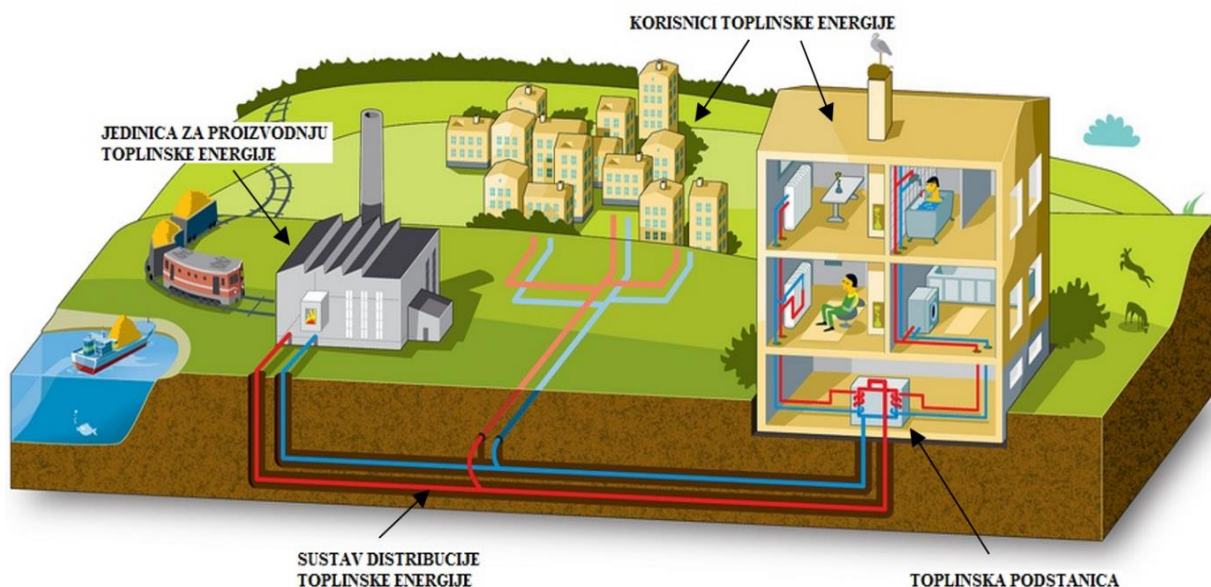 KORISNICI TOPLINSKE ENERGIJE
JEDINICA ZA PROIZVODNJU
TOPLINSKE ENERGIJE
SUSTAV DISTRIBUCIJE
TOPLINSKE ENERGIJE
TOPLINSKA PODSTANICA